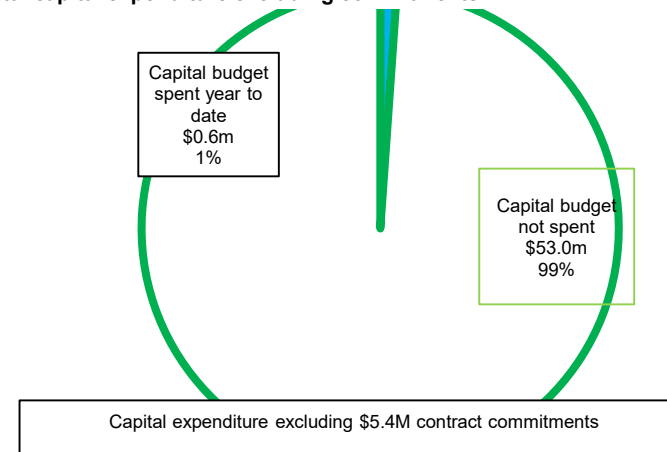 Capital budget
spent year to
date
$0.6m
1%
Capital budget
not spent
$53.0m
99%
Capital expenditure excluding $5.4M contract commitments